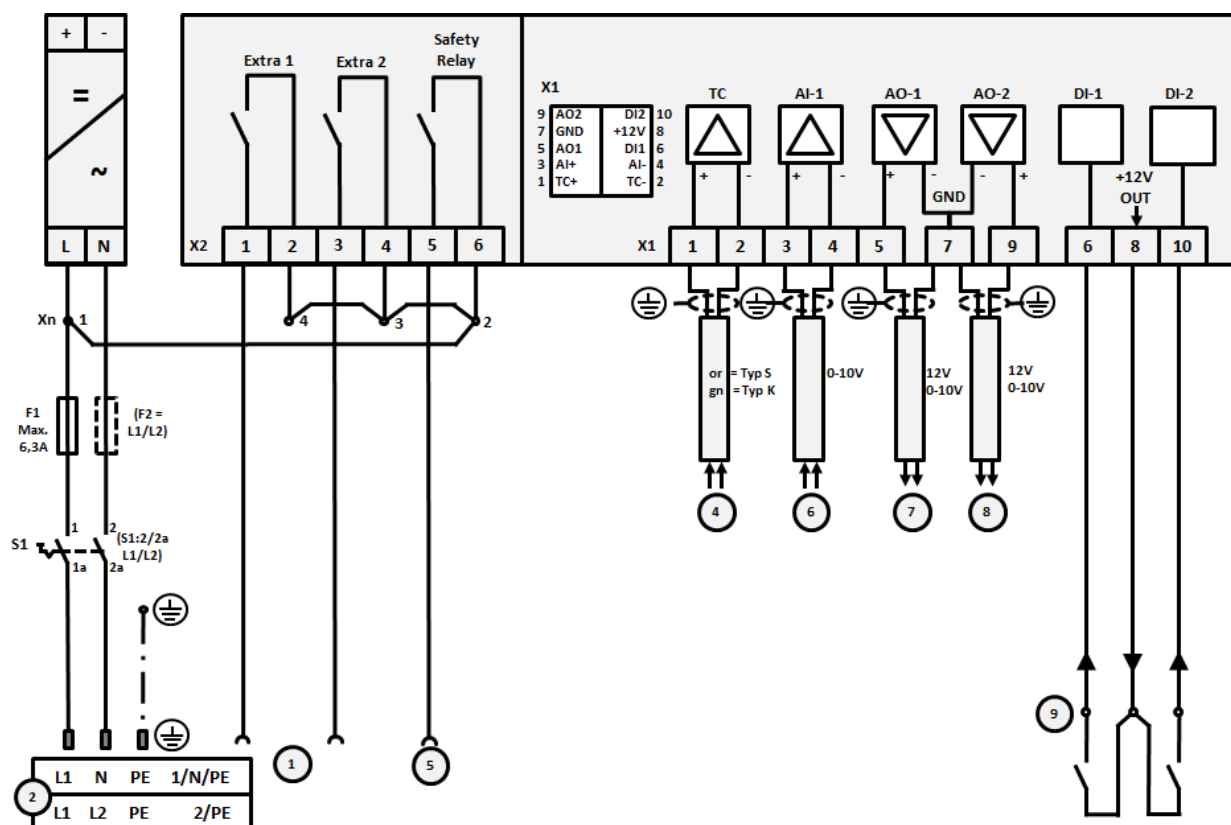 + -
=
~
L N
Extra 1
Extra 2
Safety
Relay
X2 1 2 3 4 5 6
X1
9 AO2 DI2 10
7 GND +12V 8
5 AO1 DI1 6
3 AI+ AI- 4
1 TC+ TC- 2
TC AI-1 AO-1 AO-2 DI-1 DI-2
+ - + - + - - +
GND
+12V
OUT
X1 1 2 3 4 5 7 9 6 8 10
Xn 1
4 3 2
F1
Max.
6,3A
(F2 =
L1/L2)
or = Typ S
gn =Typ K
0-10V
12V
0-10V
12V
0-10V
4 6 7 8
S1
1 2
(S1:2/2a
L1/L2)
1a 2a
9
1 5
2
L1 N PE 1/N/PE
L1 L2 PE 2/PE